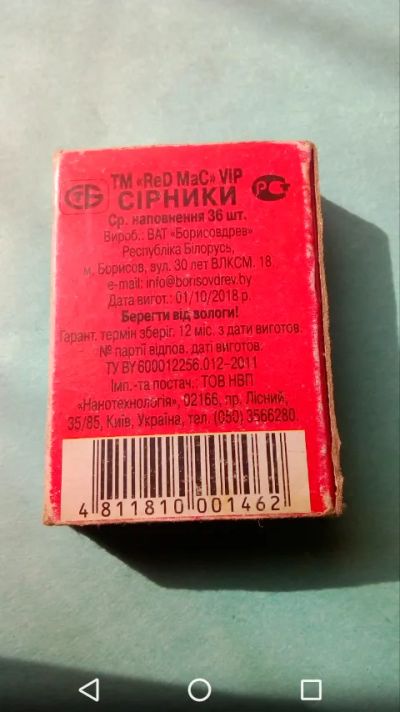 ТМ «ReD MaC» VIP
СІРНИКИ
Ср. наповнення 36 шт.
Вироб.: ВАТ «Борисовдрев»
Республіка Білорусь,
м. Борисов, вул. 30 лет ВЛКСМ. 18
e-mail: info@borisovdrev.by
Дата вигот.: 01/10/2018 р.
Берегти від вологи!
Гарант. термін зберіг. 12 міс. з дати виготов.
№ партії відпов. даті виготов.:
ТУ BY 600012256.012-2011
Імп.-та постач.: ТОВ НВП
«Нанотехнологія», 02166, пр. Лісний,
35/85, Київ, Україна, тел. (050) 3566280.
4 811810 001462